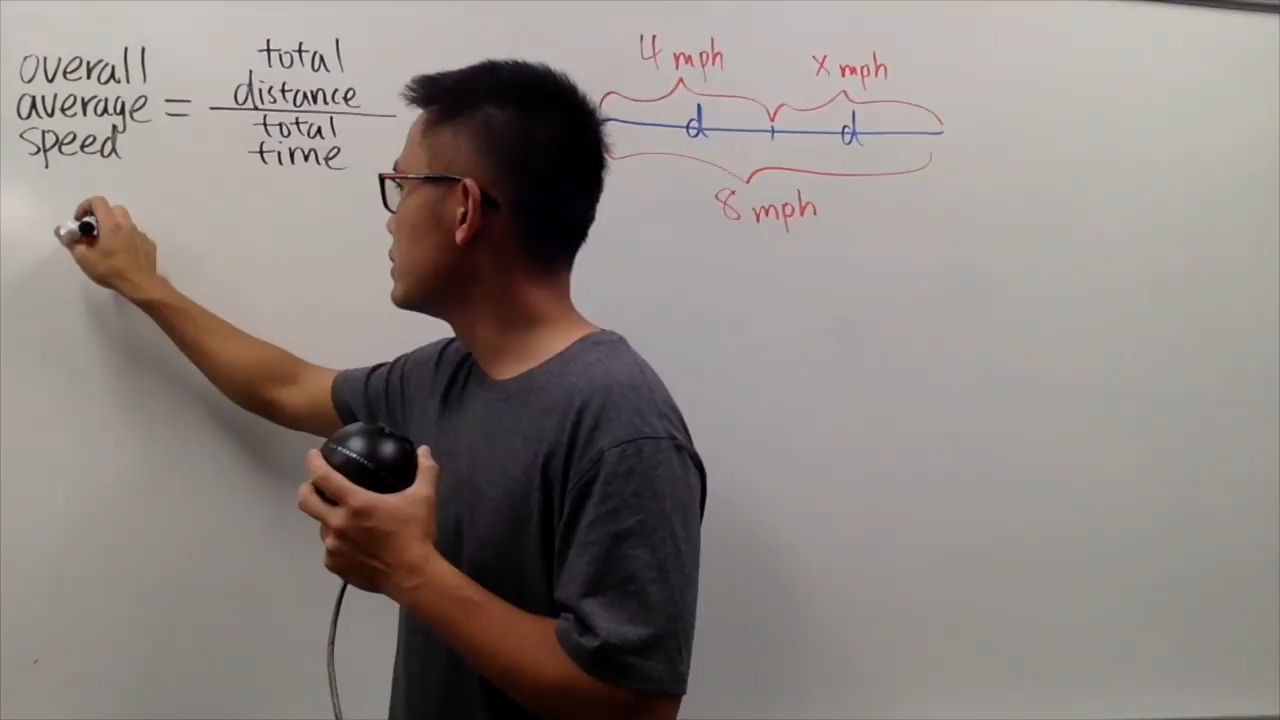 overall
average =
speed
total
distance
total
time
4 mph
x mph
d
d
8 mph